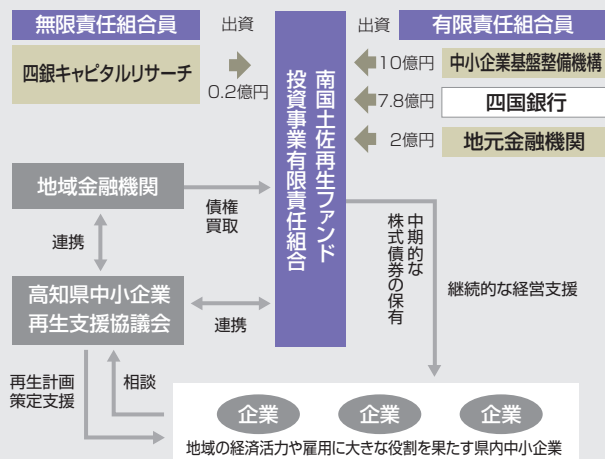 無限責任組合員
出資
出資
有限責任組合員
四銀キャピタルリサーチ
0.2億円
南国土佐再生ファンド
投資事業有限責任組合
10億円
中小企業基盤整備機構
7.8億円
四国銀行
2億円
地元金融機関
地域金融機関
債権
買取
連携
高知県中小企業
再生支援協議会
連携
中期的な
株式債券の保有
継続的な経営支援
再生計画
策定支援
相談
企業
企業
企業
地域の経済活力や雇用に大きな役割を果たす県内中小企業